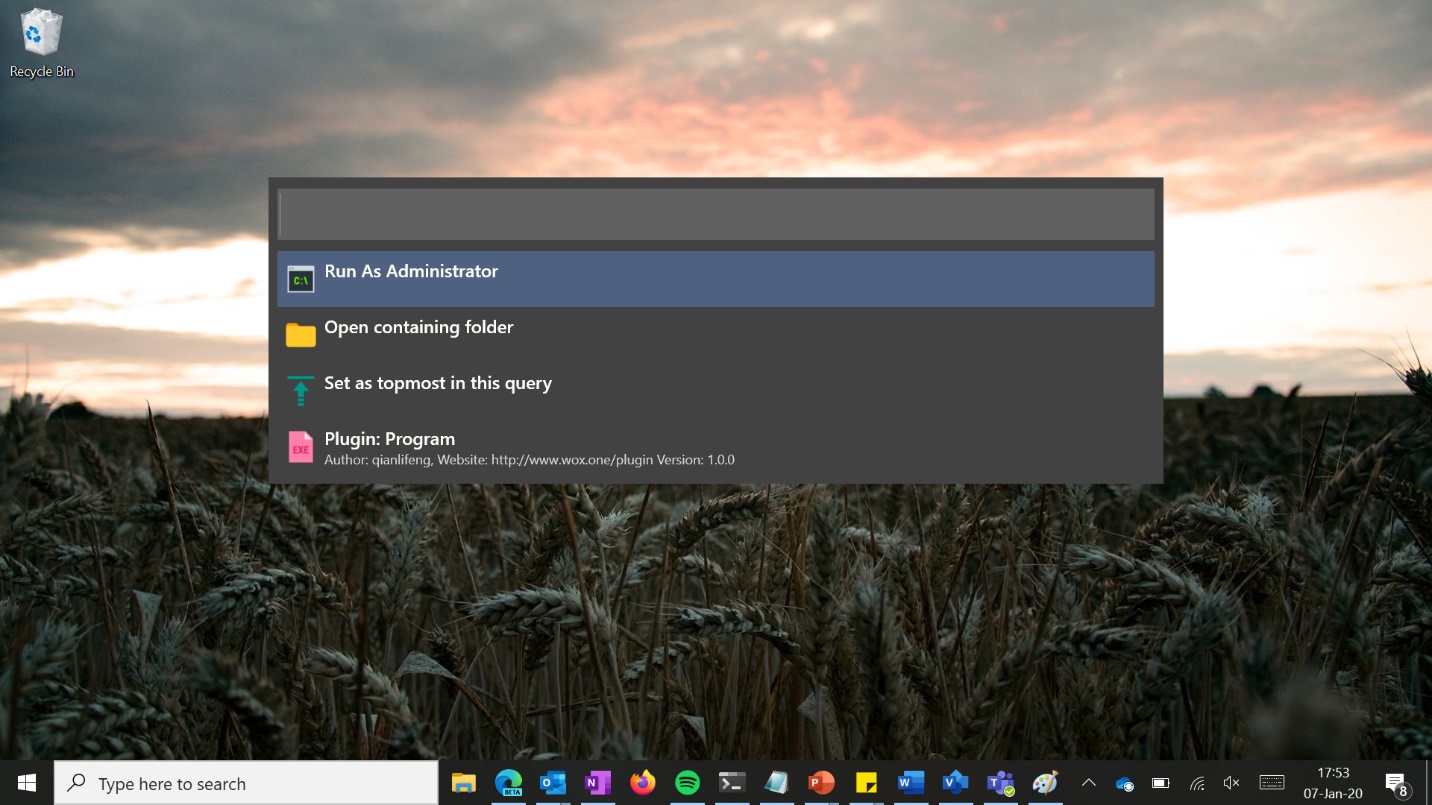 Recycle Bin
Run As Administrator
C:\
Open containing folder
Set as topmost in this query
Plugin: Program
EXE
Author: qianlifeng, Website: http://www.wox.one/plugin Version: 1.0.0
Type here to search
BETA
O
N
P
W
V
T
17:53
07-Jan-20
8